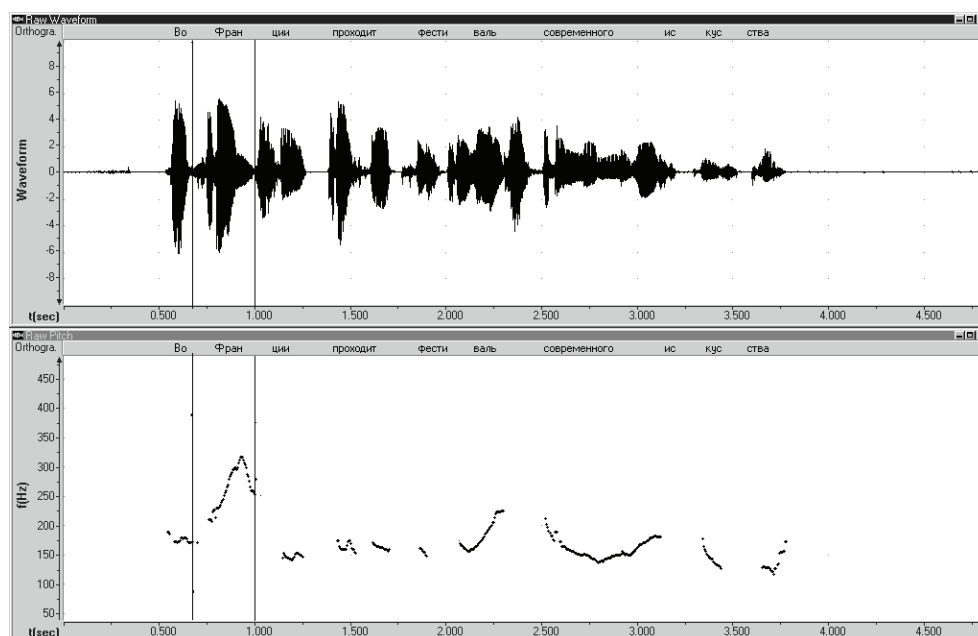 Raw Waveform
Orthogra. Во Фран ции проходит фести валь современного ис кус ства
Waveform
8
6
4
2
0
-2
-4
-6
-8
t(sec) 0.500 1.000 1.500 2.000 2.500 3.000 3.500 4.000 4.500
Raw Pitch
Orthogra. Во Фран ции проходит фести валь современного ис кус ства
f(Hz)
450
400
350
300
250
200
150
100
50
t(sec) 0.500 1.000 1.500 2.000 2.500 3.000 3.500 4.000 4.500